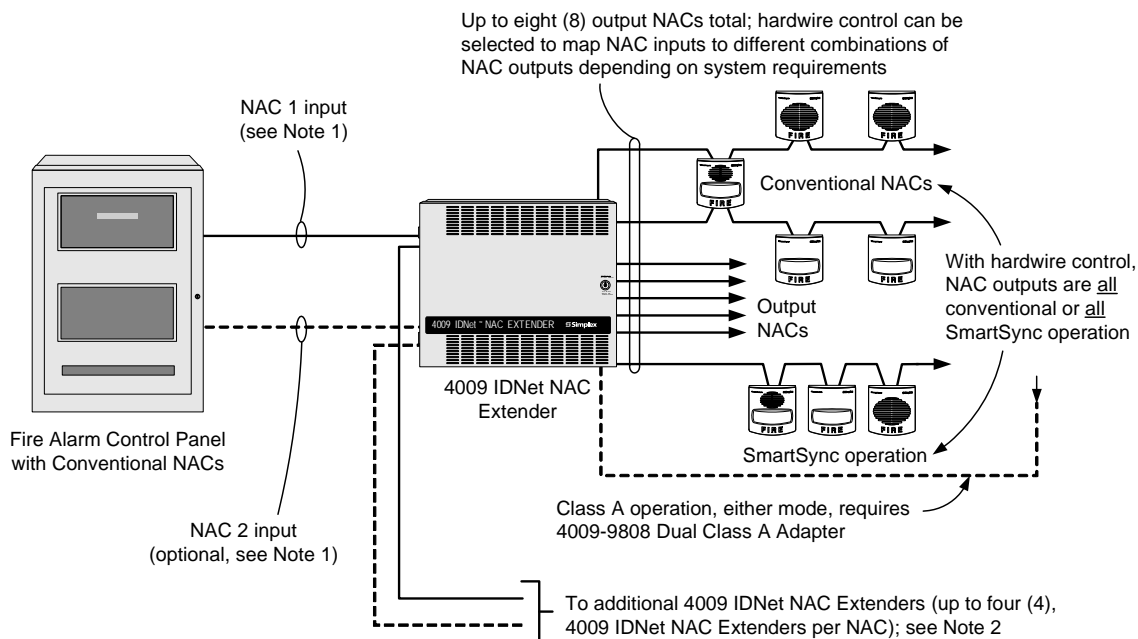 Up to eight (8) output NACs total; hardwire control can be
selected to map NAC inputs to different combinations of
NAC outputs depending on system requirements
NAC 1 input
(see Note 1)
FIRE
FIRE
FIRE
Conventional NACs
FIRE
FIRE
With hardwire control,
NAC outputs are all
conventional or all
SmartSync operation
Output
NACs
4009 IDNet™ NAC EXTENDER
Simplex
4009 IDNet NAC
Extender
FIRE
FIRE
FIRE
SmartSync operation
Fire Alarm Control Panel
with Conventional NACs
Class A operation, either mode, requires
4009-9808 Dual Class A Adapter
NAC 2 input
(optional, see Note 1)
To additional 4009 IDNet NAC Extenders (up to four (4),
4009 IDNet NAC Extenders per NAC); see Note 2